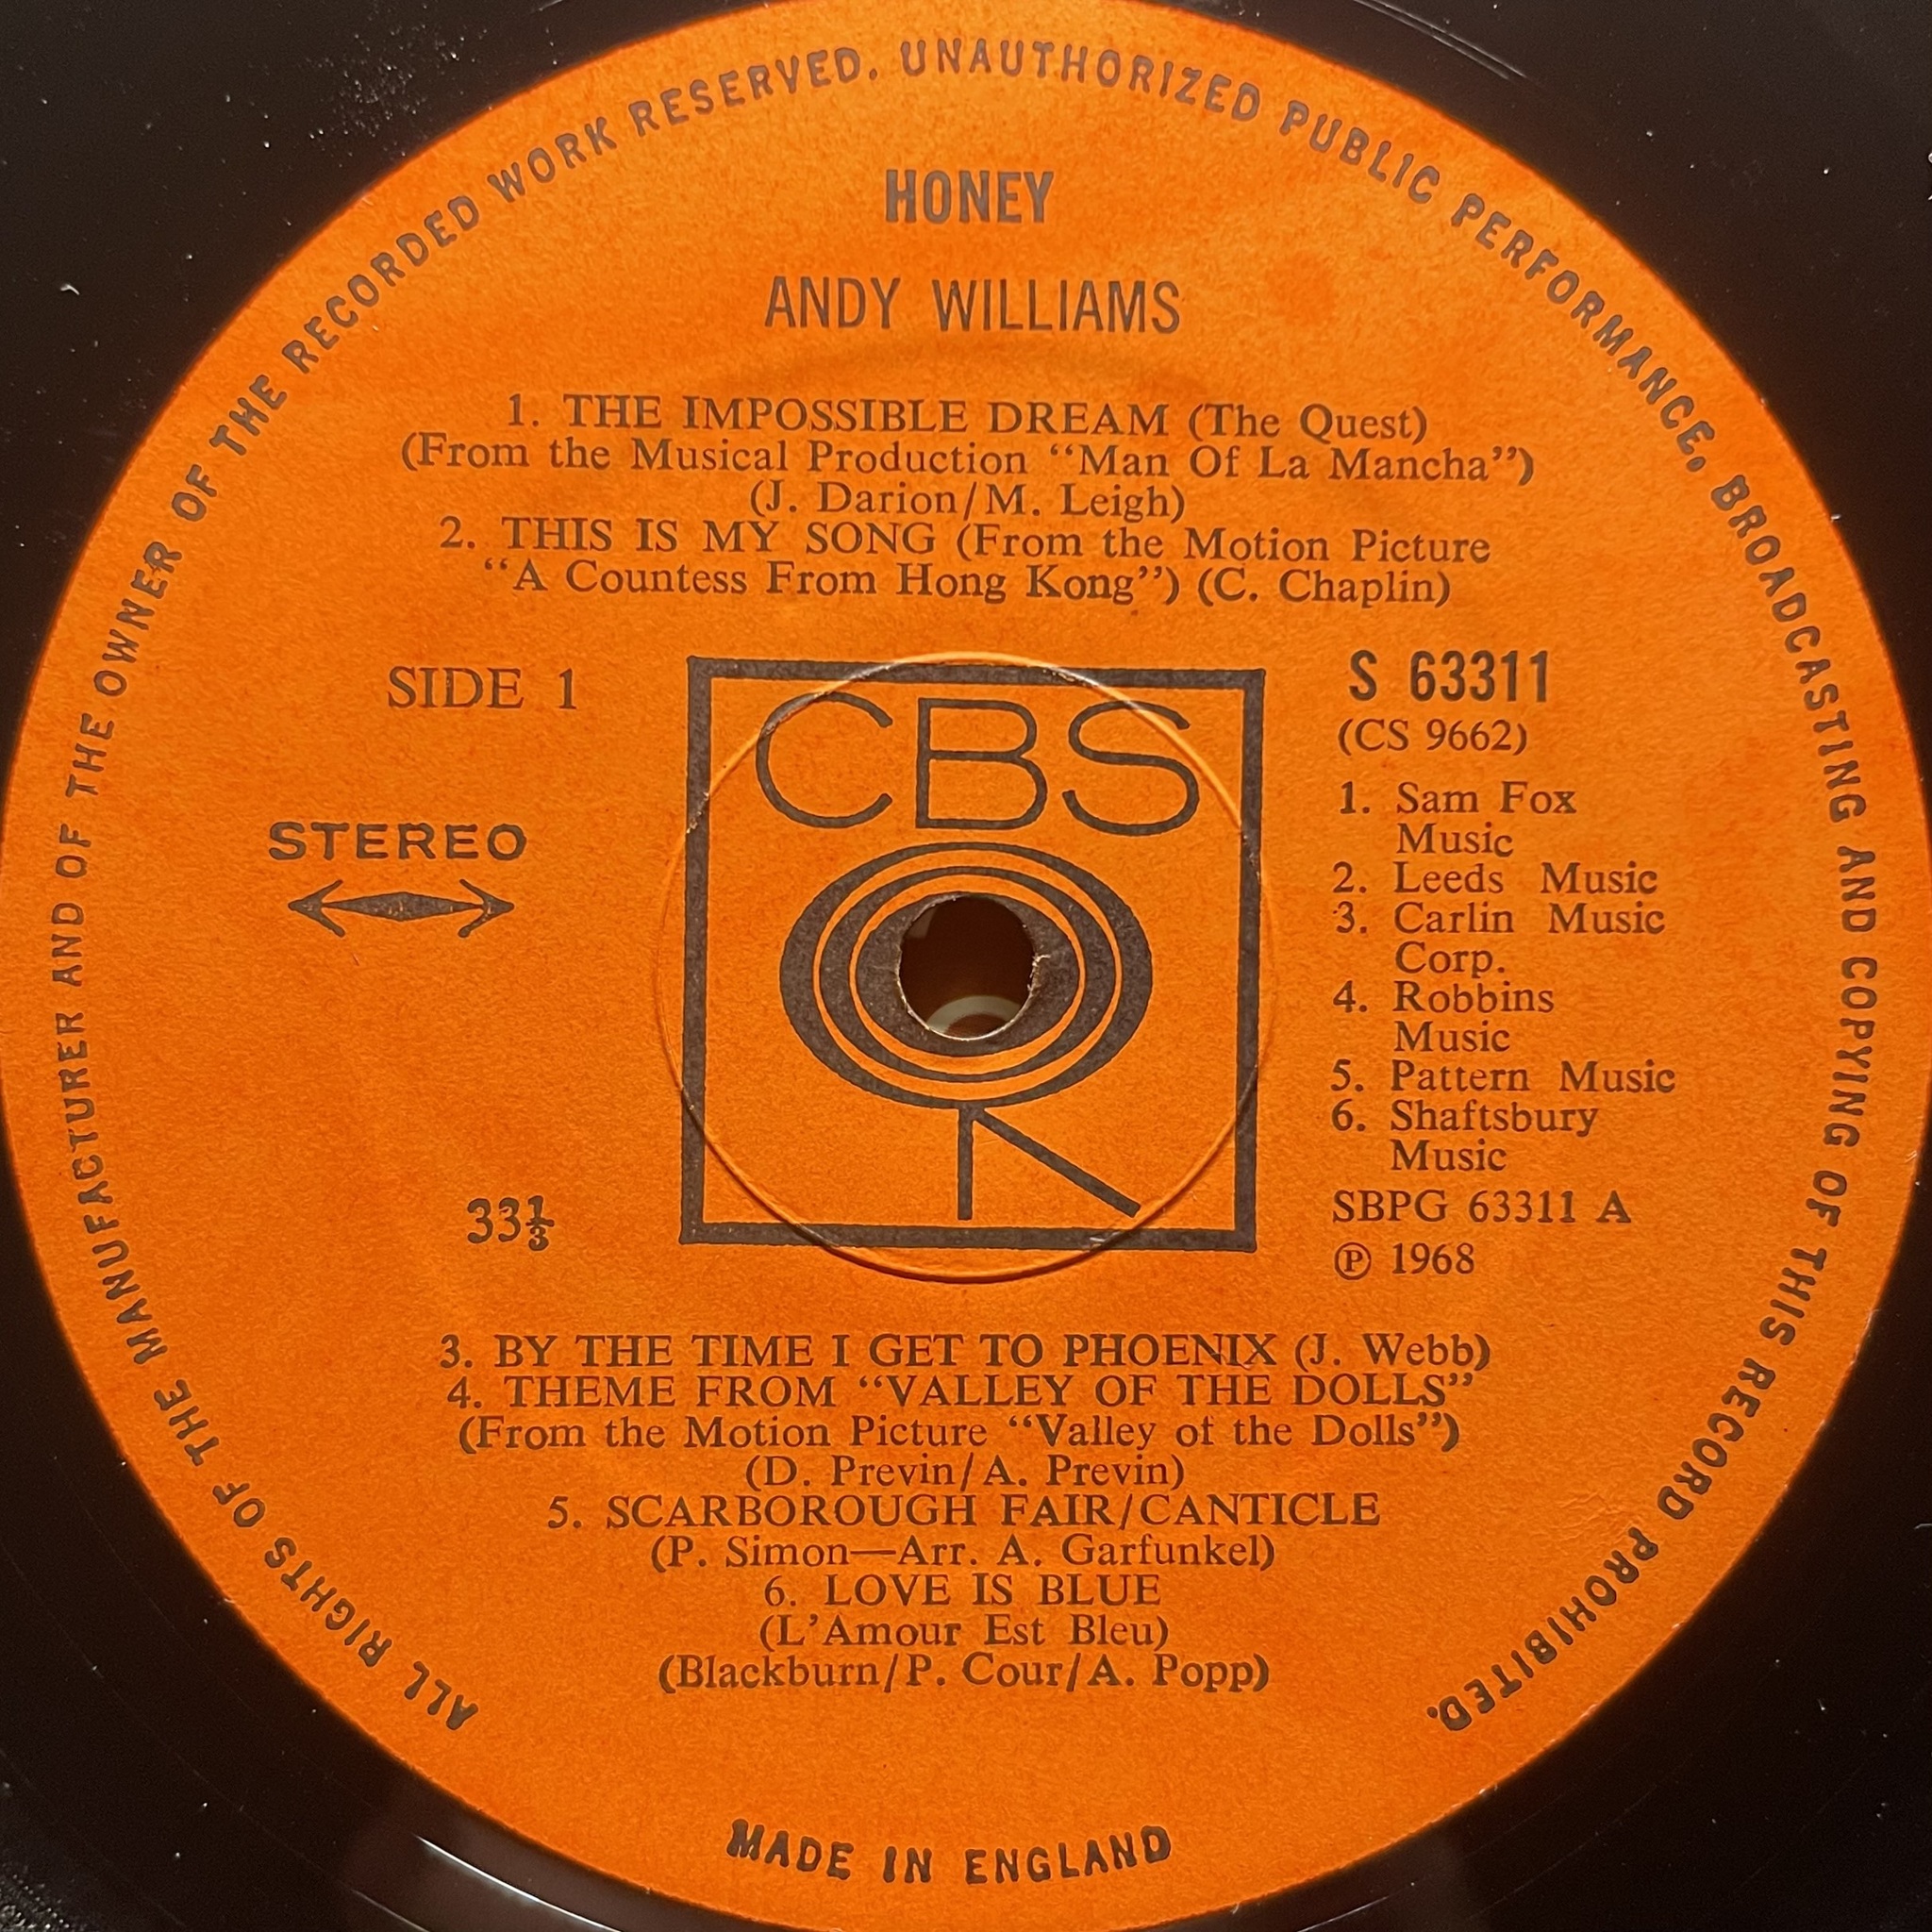 ALL RIGHTS OF THE MANUFACTURER AND OF THE OWNER OF THE RECORDED WORK RESERVED. UNAUTHORIZED PUBLIC PERFORMANCE, BROADCASTING AND COPYING OF THIS RECORD PROHIBITED.
HONEY
ANDY WILLIAMS
1. THE IMPOSSIBLE DREAM (The Quest)
(From the Musical Production “Man Of La Mancha”)
(J. Darion/M. Leigh)
2. THIS IS MY SONG (From the Motion Picture
“A Countess From Hong Kong”) (C. Chaplin)
SIDE 1
STEREO
33⅓
CBS
S 63311
(CS 9662)
1. Sam Fox
Music
2. Leeds Music
3. Carlin Music
Corp.
4. Robbins
Music
5. Pattern Music
6. Shaftsbury
Music
SBPG 63311 A
℗ 1968
3. BY THE TIME I GET TO PHOENIX (J. Webb)
4. THEME FROM “VALLEY OF THE DOLLS”
(From the Motion Picture “Valley of the Dolls”)
(D. Previn/A. Previn)
5. SCARBOROUGH FAIR/CANTICLE
(P. Simon—Arr. A. Garfunkel)
6. LOVE IS BLUE
(L’Amour Est Bleu)
(Blackburn/P. Cour/A. Popp)
MADE IN ENGLAND